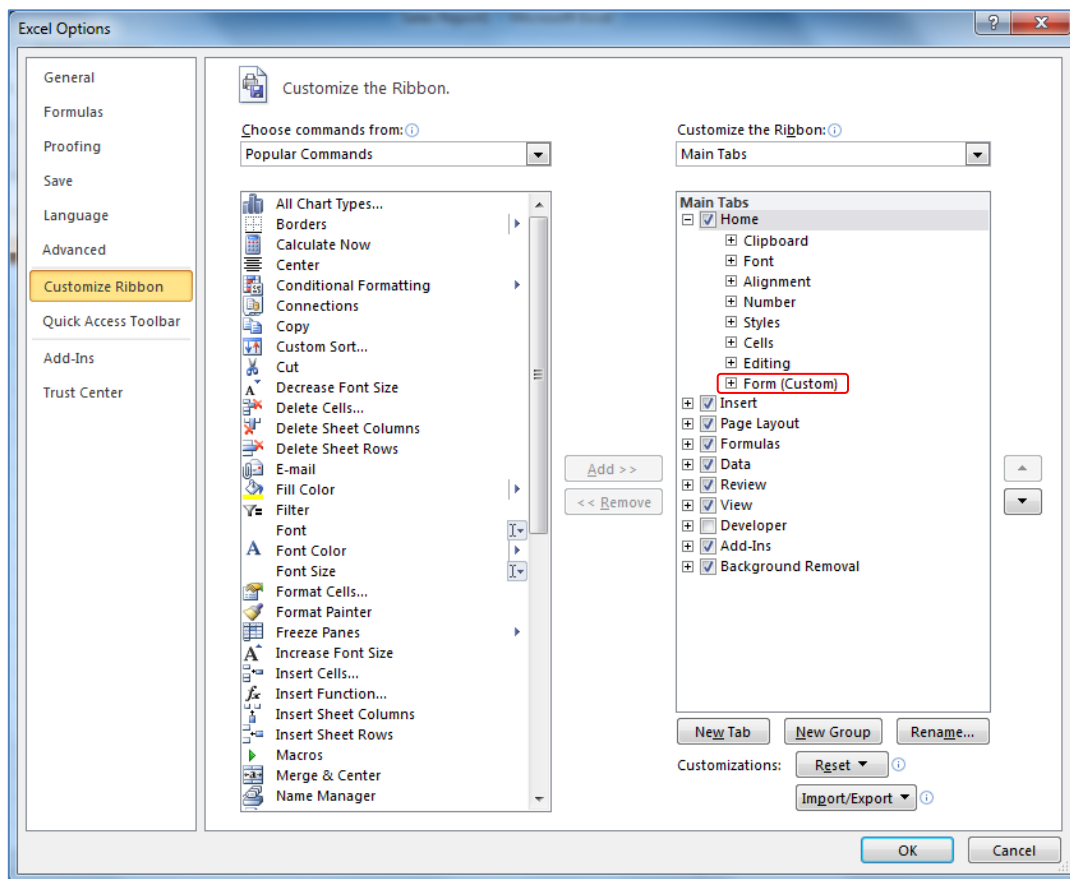 Excel Options
General
Formulas
Proofing
Save
Language
Advanced
Customize Ribbon
Quick Access Toolbar
Add-Ins
Trust Center
Customize the Ribbon.
Choose commands from:
Popular Commands
All Chart Types...
Borders
Calculate Now
Center
Conditional Formatting
Connections
Copy
Custom Sort...
Cut
Decrease Font Size
Delete Cells...
Delete Sheet Columns
Delete Sheet Rows
E-mail
Fill Color
Filter
Font
Font Color
Font Size
Format Cells...
Format Painter
Freeze Panes
Increase Font Size
Insert Cells...
Insert Function...
Insert Sheet Columns
Insert Sheet Rows
Macros
Merge & Center
Name Manager
Add >>
<< Remove
Customize the Ribbon:
Main Tabs
Main Tabs
Home
Clipboard
Font
Alignment
Number
Styles
Cells
Editing
Form (Custom)
Insert
Page Layout
Formulas
Data
Review
View
Developer
Add-Ins
Background Removal
New Tab
New Group
Rename...
Customizations:
Reset
Import/Export
OK
Cancel